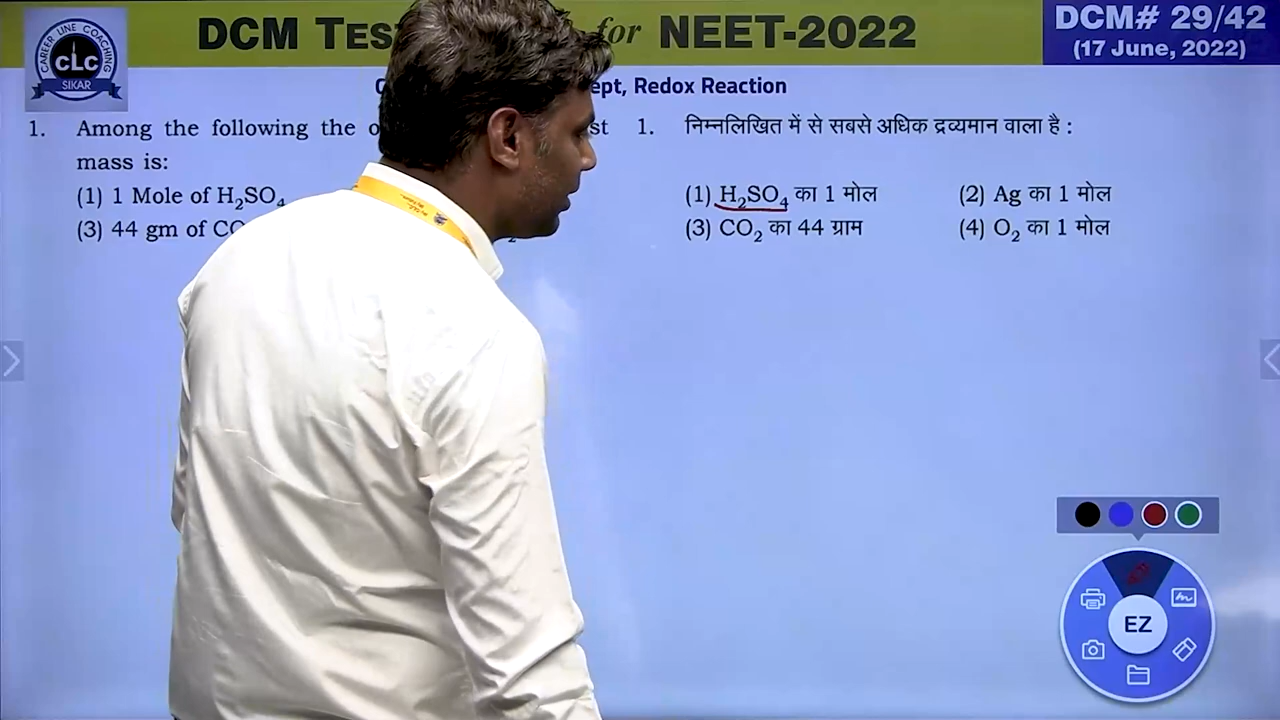 DCM TES for NEET-2022
DCM# 29/42
(17 June, 2022)
CAREER LINE COACHING
CLC
SIKAR
ept, Redox Reaction
1. Among the following the o st
mass is:
(1) 1 Mole of H₂SO₄
(3) 44 gm of CO
1. निम्नलिखित में से सबसे अधिक द्रव्यमान वाला है :
(1) H₂SO₄ का 1 मोल (2) Ag का 1 मोल
(3) CO₂ का 44 ग्राम (4) O₂ का 1 मोल
EZ